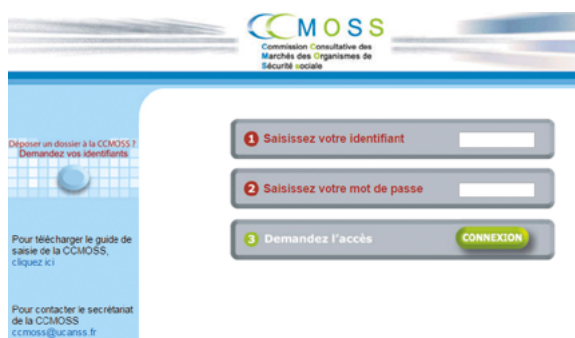 CCMOSS
Commission Consultative des
Marchés des Organismes de
Sécurité sociale
Déposer un dossier à la CCMOSS ?
Demandez vos identifiants
Pour télécharger le guide de
saisie de la CCMOSS,
cliquez ici
Pour contacter le secrétariat
de la CCMOSS
ccmoss@ucanss.fr
1 Saisissez votre identifiant
2 Saisissez votre mot de passe
3 Demandez l'accès
CONNEXION